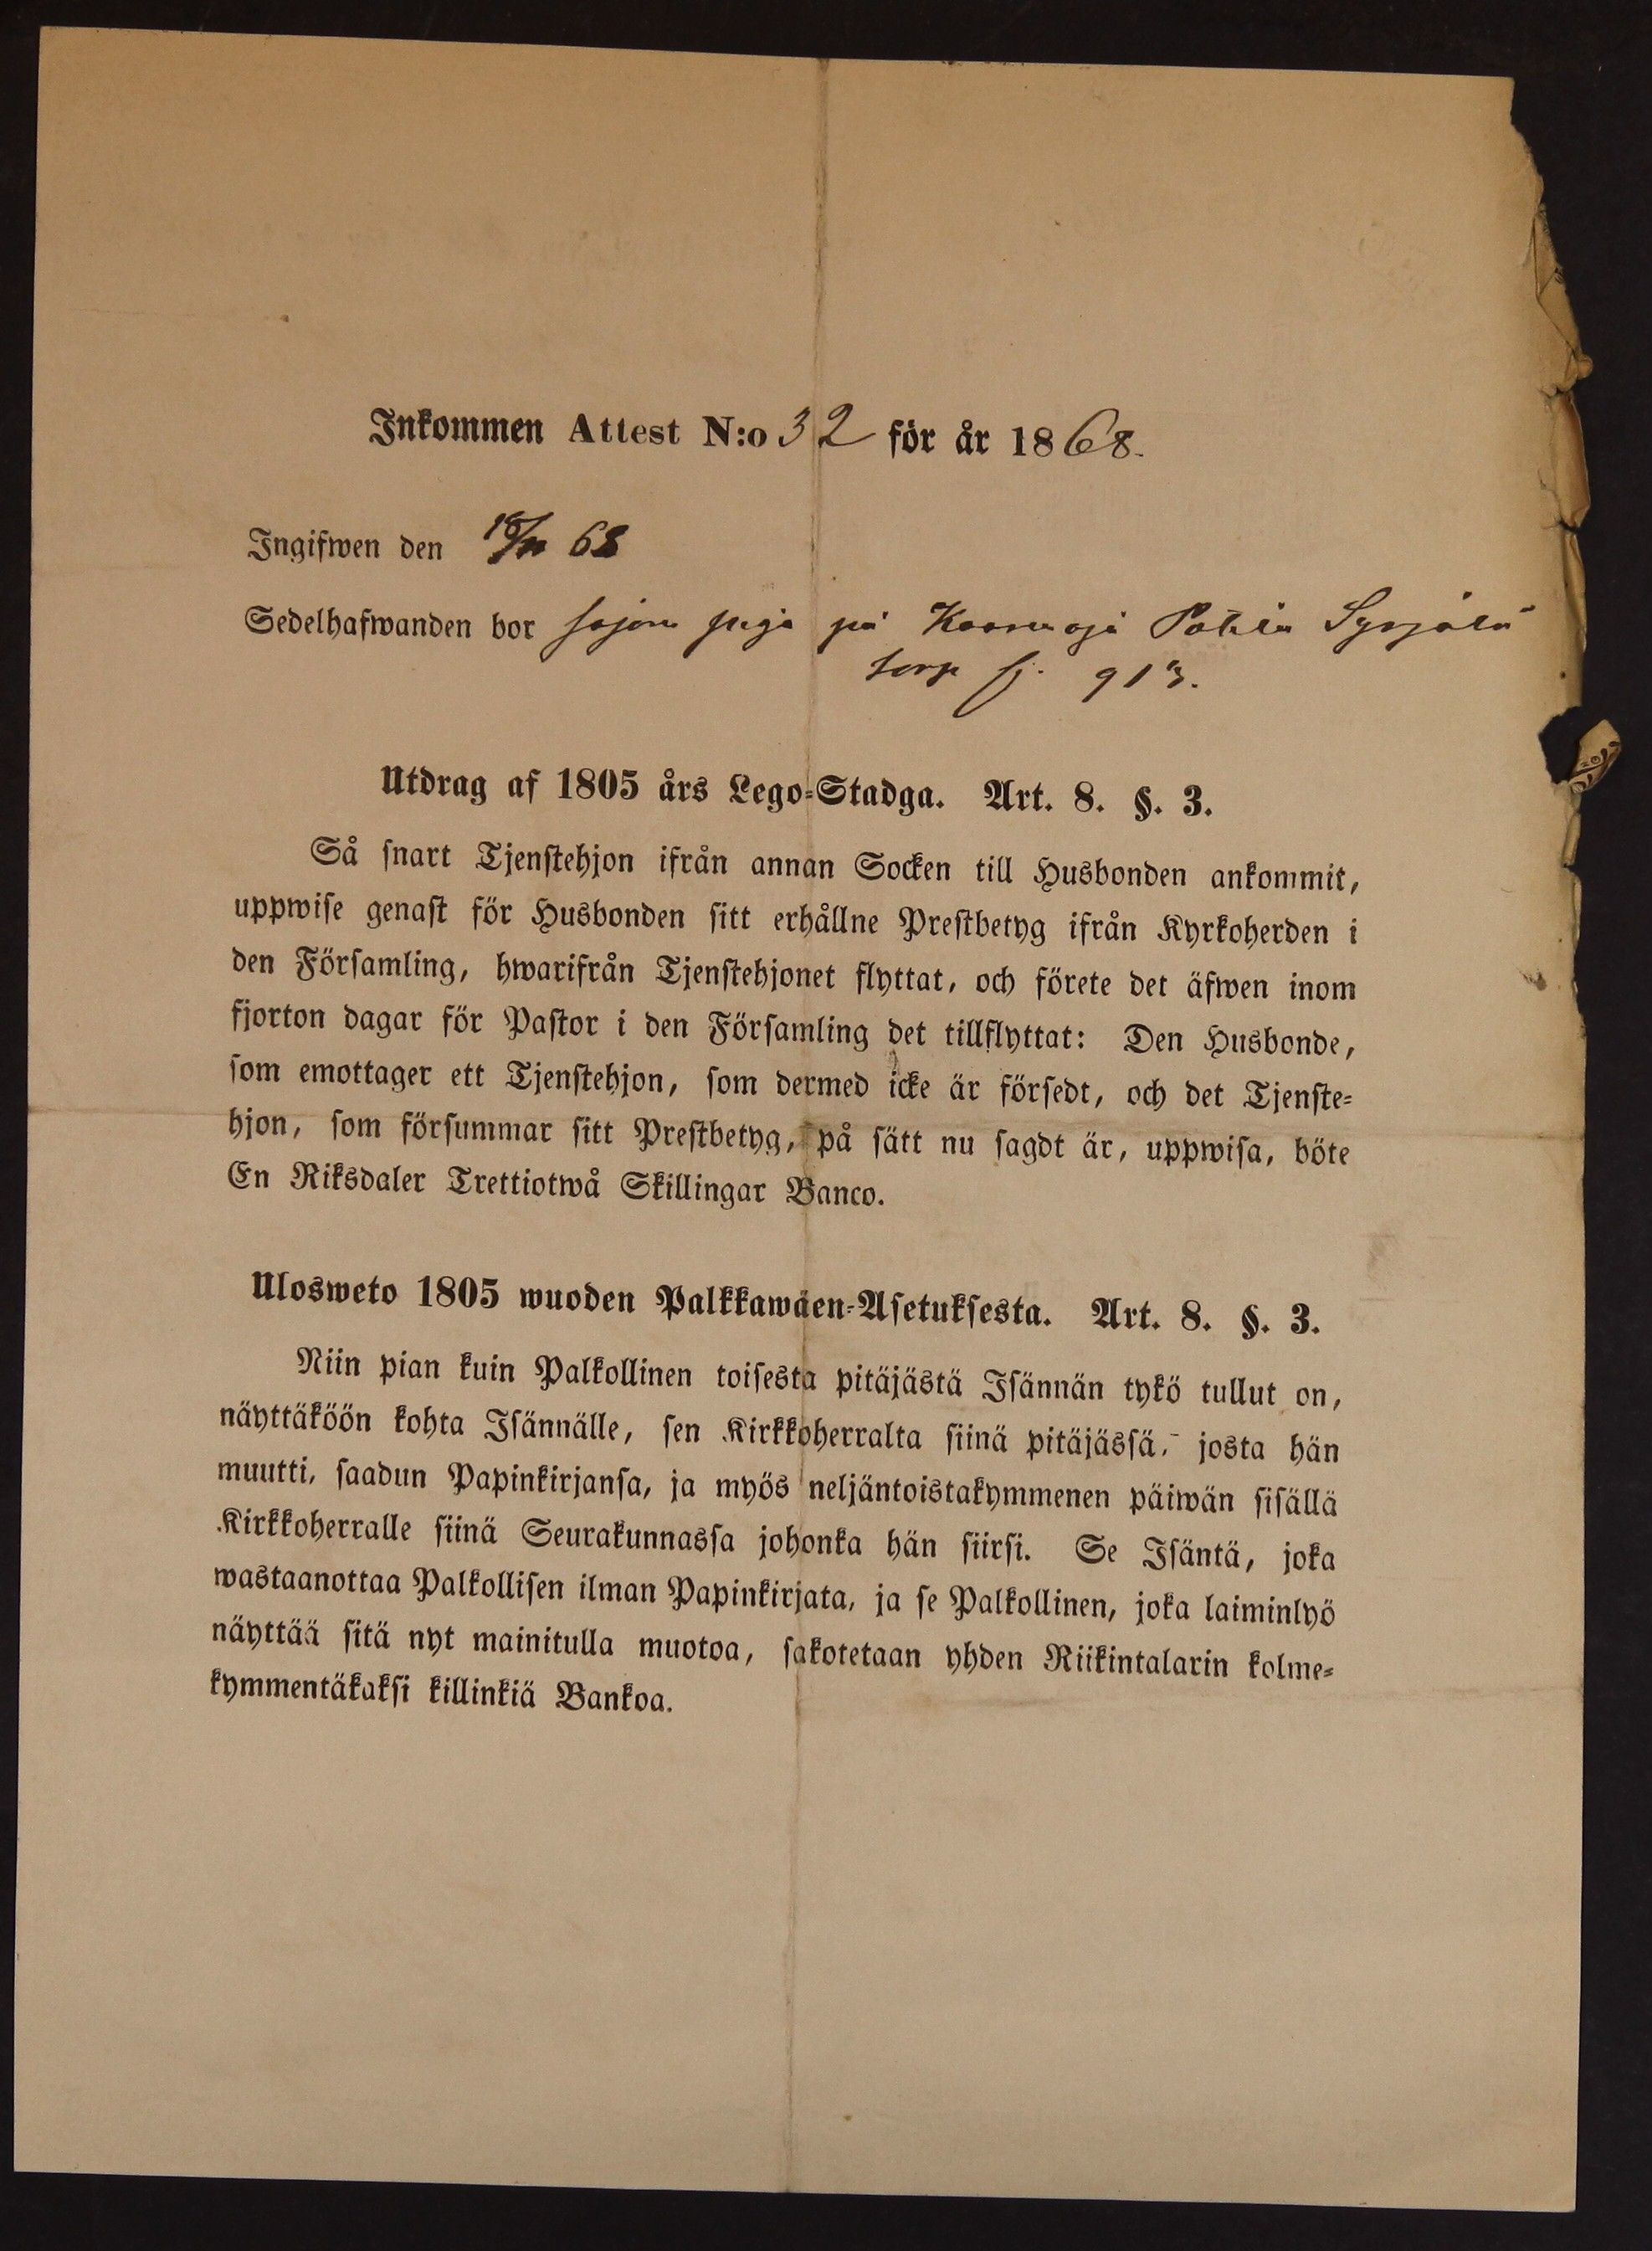 Inkommen Attest N:o 32 för år 1868.
Ingifwen den 18/11 68
Sedelhafwanden bor såsom piga på Pohla Syrjälä
torp 913.
Utdrag af 1805 års Lego-Stadga. Art. 8. §. 3.
Så snart Tjenstehjon ifrån annan Socken till Husbonden ankommit,
uppwise genast för Husbonden sitt erhållne Prestbetyg ifrån Kyrkoherden i
den Församling, hwarifrån Tjenstehjonet flyttat, och förete det äfwen inom
fjorton dagar för Pastor i den Församling det tillflyttat: Den Husbonde,
som emottager ett Tjenstehjon, som dermed icke är försedt, och det Tjenste-
hjon, som försummar sitt Prestbetyg, på sätt nu sagdt är, uppwisa, böte
En Riksdaler Trettiotwå Skillingar Banco.
Ulosweto 1805 wuoden Palkkawäen-Asetuksesta. Art. 8. §. 3.
Niin pian kuin Palkollinen toisesta pitäjästä Isännän tykö tullut on,
näyttäköön kohta Isännälle, sen Kirkkoherralta siinä pitäjässä, josta hän
muutti, saadun Papinkirjansa, ja myös neljäntoistakymmenen päiwän sisällä
Kirkkoherralle siinä Seurakunnassa johonka hän siirsi. Se Isäntä, joka
wastaanottaa Palkollisen ilman Papinkirjata, ja se Palkollinen, joka laiminlyö
näyttää sitä nyt mainitulla muotoa, sakotetaan yhden Riikintalarin kolme-
kymmentäkaksi killinkiä Bankoa.